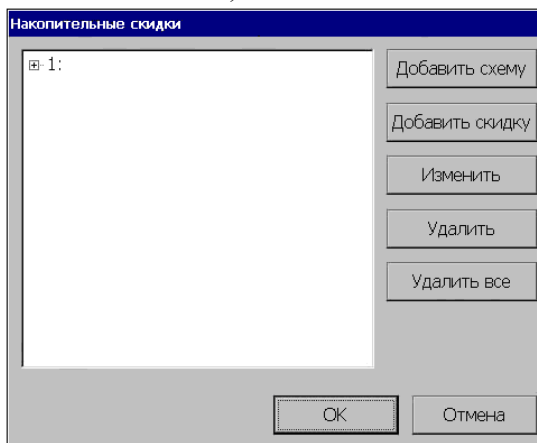 Накопительные скидки
1:
Добавить схему
Добавить скидку
Изменить
Удалить
Удалить все
OK
Отмена